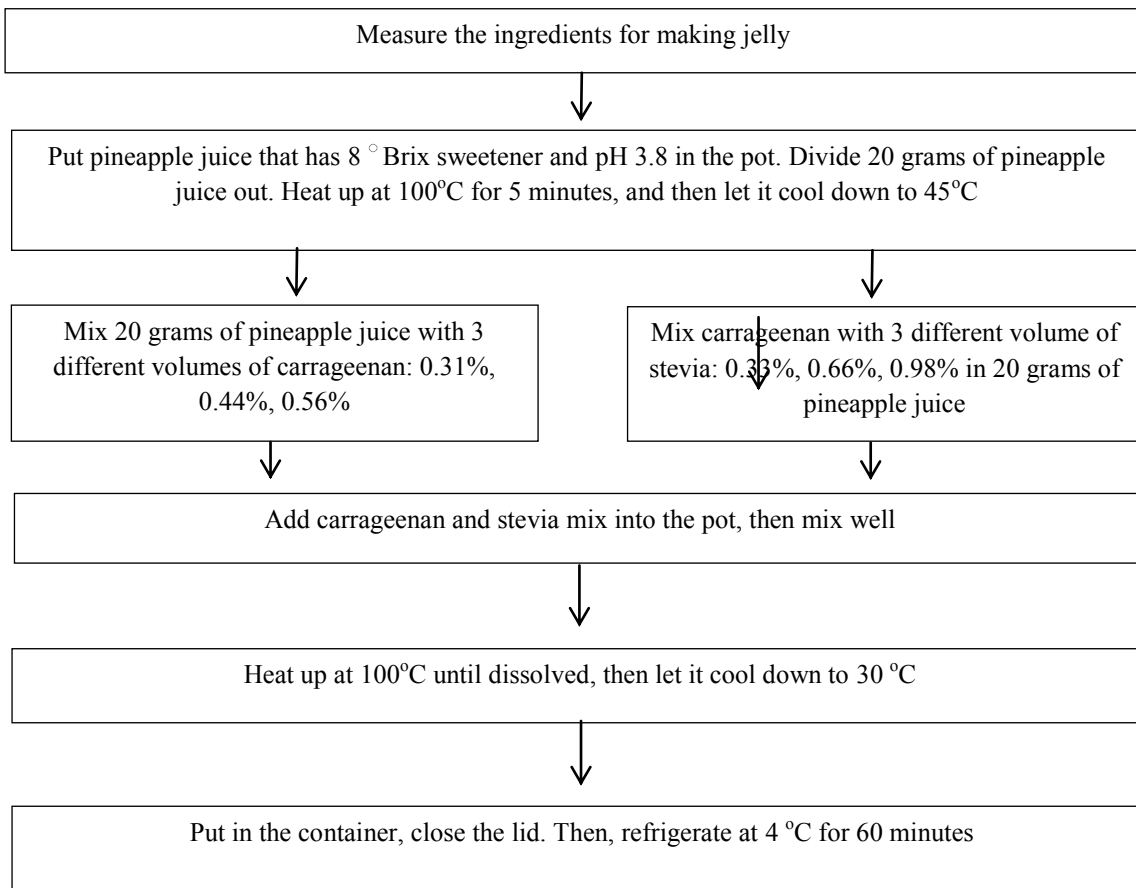 Measure the ingredients for making jelly
Put pineapple juice that has 8 ° Brix sweetener and pH 3.8 in the pot. Divide 20 grams of pineapple
juice out. Heat up at 100°C for 5 minutes, and then let it cool down to 45°C
Mix 20 grams of pineapple juice with 3
different volumes of carrageenan: 0.31%,
0.44%, 0.56%
Mix carrageenan with 3 different volume of
stevia: 0.33%, 0.66%, 0.98% in 20 grams of
pineapple juice
Add carrageenan and stevia mix into the pot, then mix well
Heat up at 100°C until dissolved, then let it cool down to 30 °C
Put in the container, close the lid. Then, refrigerate at 4 °C for 60 minutes